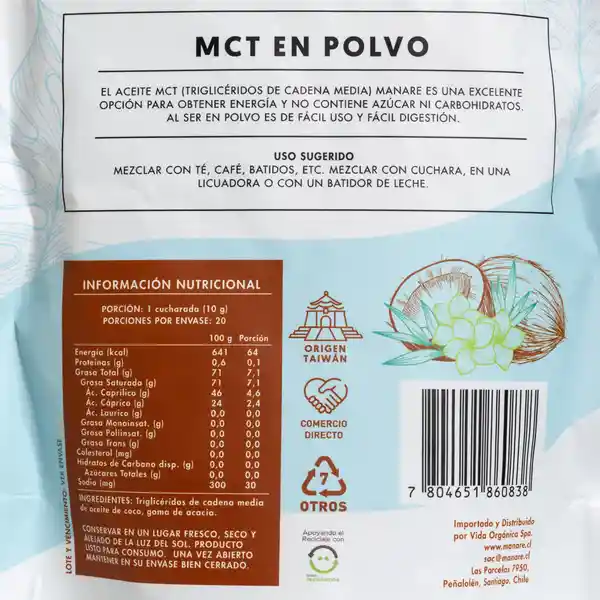 MCT EN POLVO
EL ACEITE MCT (TRIGLICÉRIDOS DE CADENA MEDIA) MANARE ES UNA EXCELENTE
OPCIÓN PARA OBTENER ENERGÍA Y NO CONTIENE AZÚCAR NI CARBOHIDRATOS.
AL SER EN POLVO ES DE FÁCIL USO Y FÁCIL DIGESTIÓN.
USO SUGERIDO
MEZCLAR CON TÉ, CAFÉ, BATIDOS, ETC. MEZCLAR CON CUCHARA, EN UNA
LICUADORA O CON UN BATIDOR DE LECHE.
INFORMACIÓN NUTRICIONAL
PORCIÓN: 1 cucharada (10 g)
PORCIONES POR ENVASE: 20
100 g Porción
Energía (kcal) 641 64
Proteínas (g) 0,6 0,1
Grasa Total (g) 71 7,1
Grasa Saturada (g) 71 7,1
Ác. Caprílico (g) 46 4,6
Ác. Cáprico (g) 24 2,4
Ác. Laurico (g) 0,0 0,0
Grasa Monoinsat. (g) 0,0 0,0
Grasa Poliinsat. (g) 0,0 0,0
Grasa Trans (g) 0,0 0,0
Colesterol (mg) 0,0 0,0
Hidratos de Carbono disp. (g) 0,0 0,0
Azúcares Totales (g) 0,0 0,0
Sodio (mg) 300 30
INGREDIENTES: Triglicéridos de cadena media
de aceite de coco, goma de acacia.
CONSERVAR EN UN LUGAR FRESCO, SECO Y
ALEJADO DE LA LUZ DEL SOL. PRODUCTO
LISTO PARA CONSUMO. UNA VEZ ABIERTO
MANTENER EN SU ENVASE BIEN CERRADO.
LOTE Y VENCIMIENTO: VER ENVASE
ORIGEN
TAIWÁN
COMERCIO
DIRECTO
7
OTROS
Apoyando el
Reciclaje con
7 804651 860838
Importado y Distribuido
por Vida Orgánica Spa.
www.manare.cl
sac@manare.cl
Las Parcelas 7950,
Peñalolén, Santiago, Chile